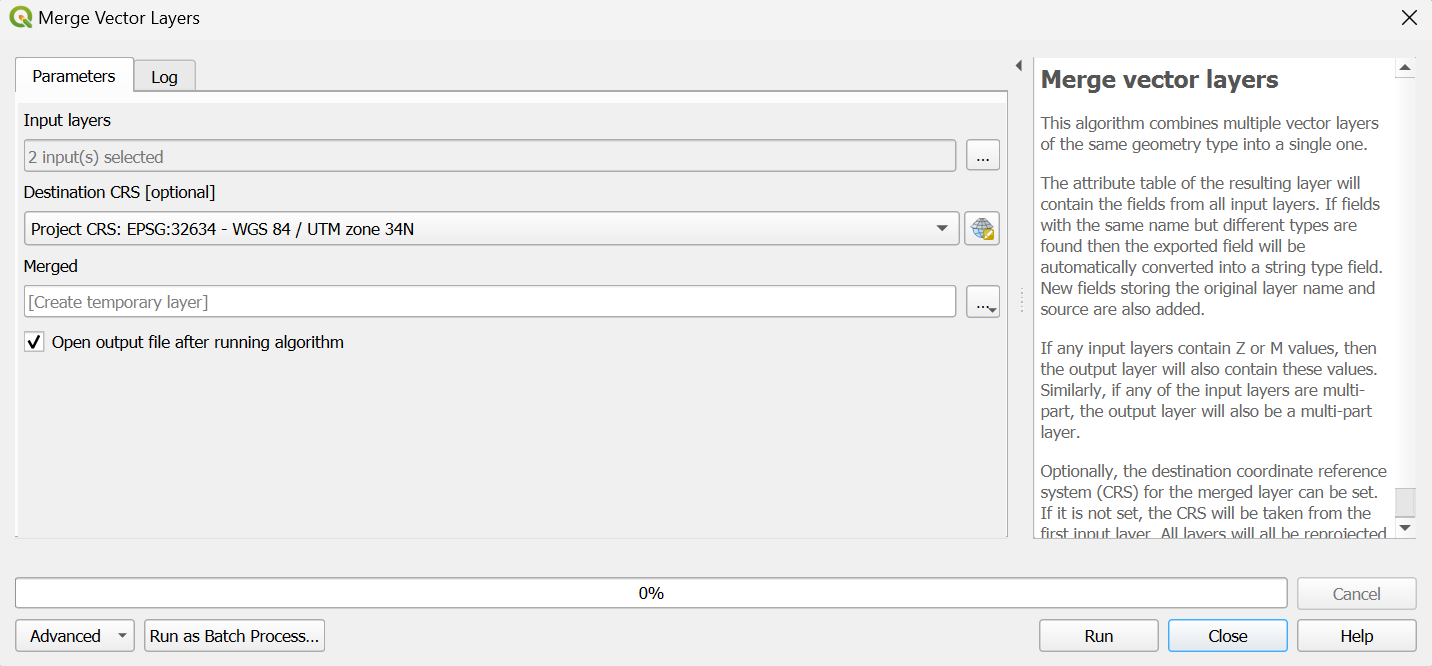 Merge Vector Layers
Parameters
Log
Input layers
2 input(s) selected
...
Destination CRS [optional]
Project CRS: EPSG:32634 - WGS 84 / UTM zone 34N
Merged
[Create temporary layer]
...
Open output file after running algorithm
Merge vector layers
This algorithm combines multiple vector layers
of the same geometry type into a single one.
The attribute table of the resulting layer will
contain the fields from all input layers. If fields
with the same name but different types are
found then the exported field will be
automatically converted into a string type field.
New fields storing the original layer name and
source are also added.
If any input layers contain Z or M values, then
the output layer will also contain these values.
Similarly, if any of the input layers are multi-
part, the output layer will also be a multi-part
layer.
Optionally, the destination coordinate reference
system (CRS) for the merged layer can be set.
If it is not set, the CRS will be taken from the
first input layer. All layers will all be reprojected
0%
Cancel
Advanced
Run as Batch Process...
Run
Close
Help